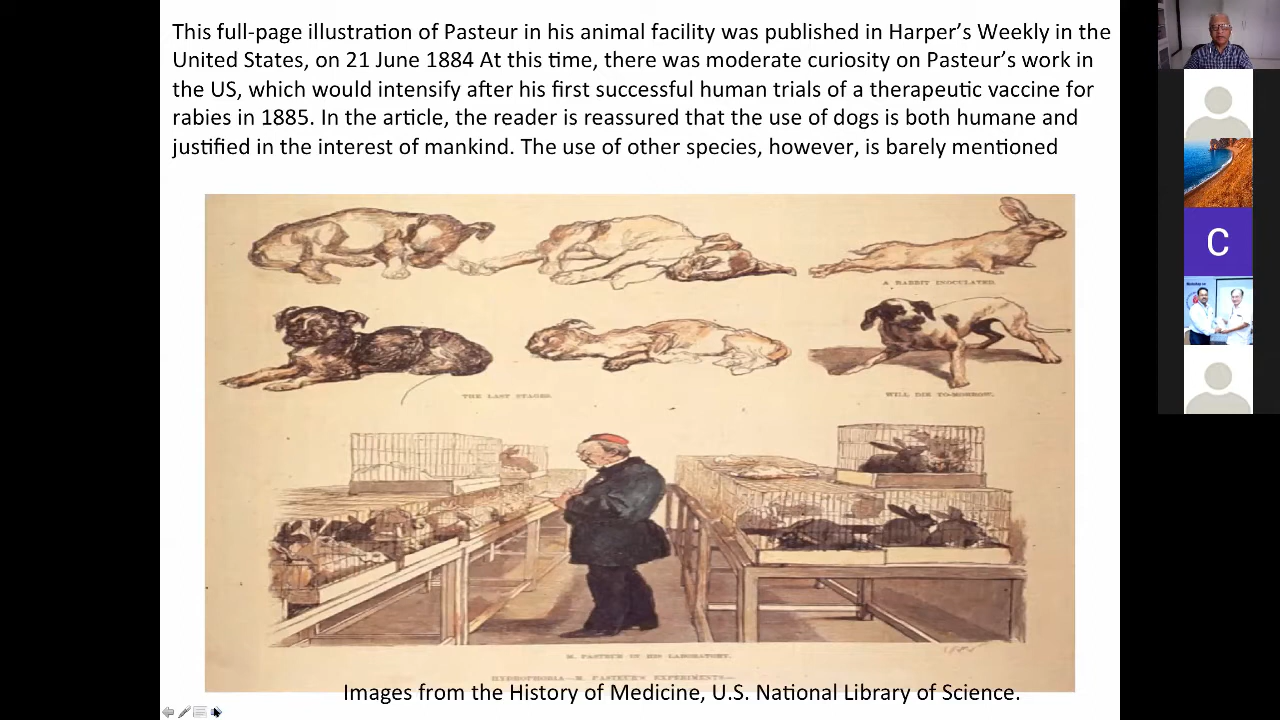 This full-page illustration of Pasteur in his animal facility was published in Harper's Weekly in the
United States, on 21 June 1884 At this time, there was moderate curiosity on Pasteur's work in
the US, which would intensify after his first successful human trials of a therapeutic vaccine for
rabies in 1885. In the article, the reader is reassured that the use of dogs is both humane and
justified in the interest of mankind. The use of other species, however, is barely mentioned
A RABBIT INOCULATED.
THE LAST STAGES.
WILL DIE TO-MORROW.
M. PASTEUR IN HIS LABORATORY.
HYDROPHOBIA—M. PASTEUR'S EXPERIMENTS—
Images from the History of Medicine, U.S. National Library of Science.
C